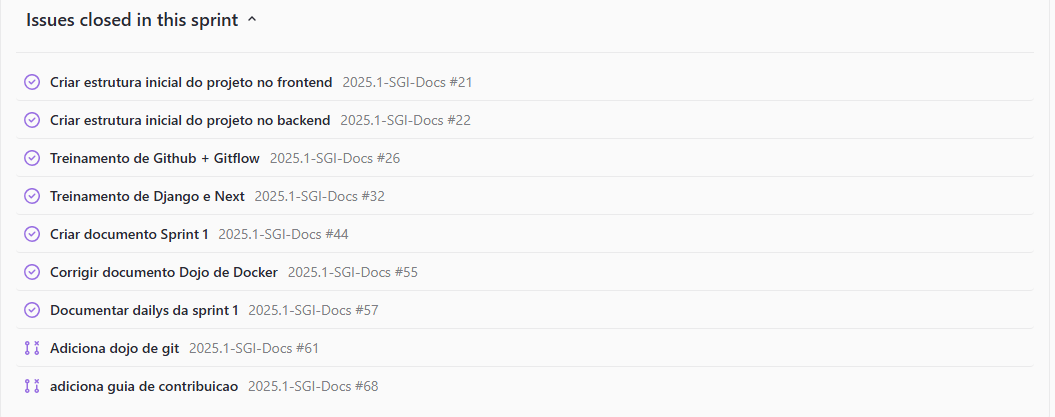 Issues closed in this sprint
Criar estrutura inicial do projeto no frontend 2025.1-SGI-Docs #21
Criar estrutura inicial do projeto no backend 2025.1-SGI-Docs #22
Treinamento de Github + Gitflow 2025.1-SGI-Docs #26
Treinamento de Django e Next 2025.1-SGI-Docs #32
Criar documento Sprint 1 2025.1-SGI-Docs #44
Corrigir documento Dojo de Docker 2025.1-SGI-Docs #55
Documentar dailys da sprint 1 2025.1-SGI-Docs #57
Adiciona dojo de git 2025.1-SGI-Docs #61
adiciona guia de contribuicao 2025.1-SGI-Docs #68